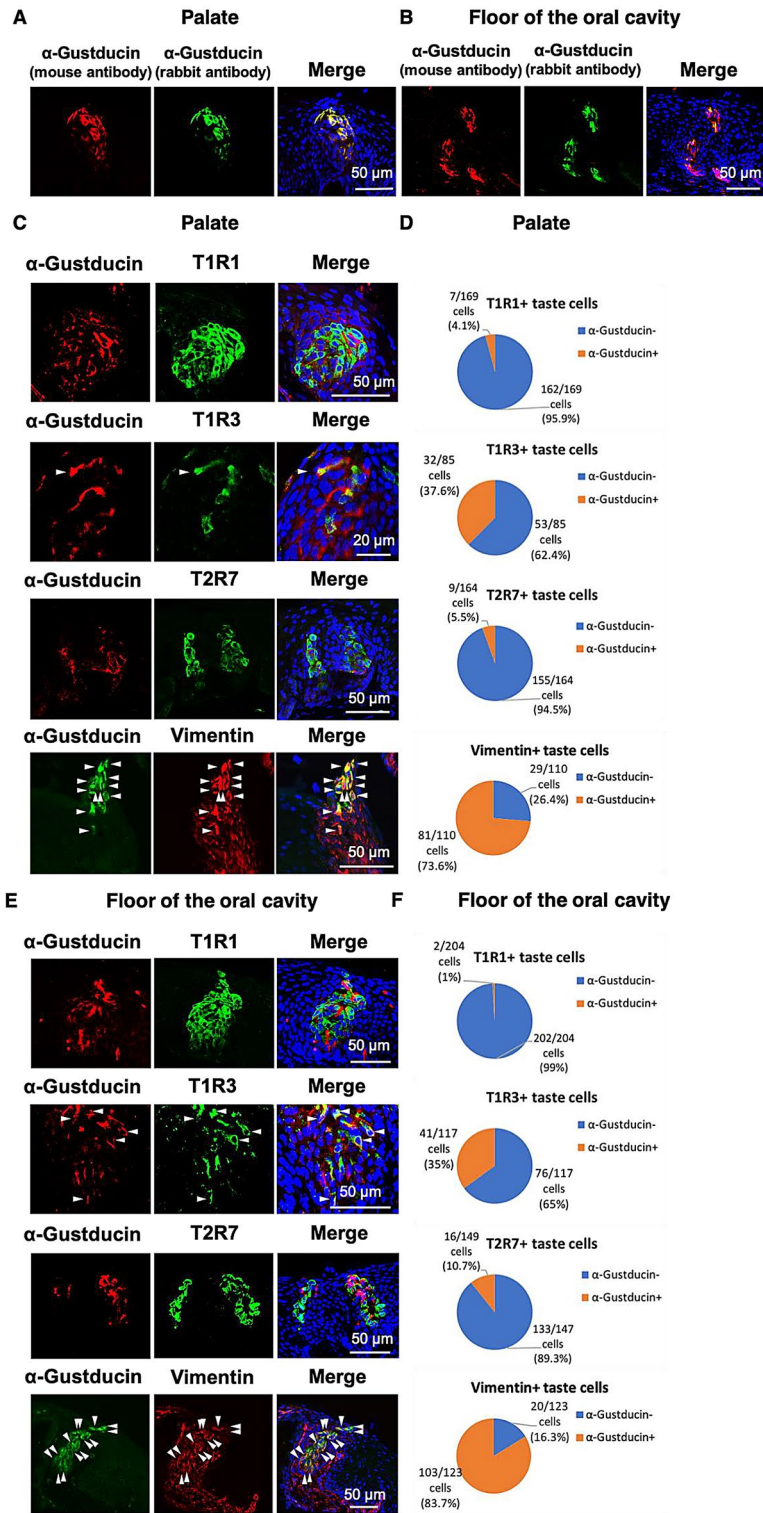 A
Palate
B
Floor of the oral cavity
α-Gustducin
(mouse antibody)
α-Gustducin
(rabbit antibody)
Merge
α-Gustducin
(mouse antibody)
α-Gustducin
(rabbit antibody)
Merge
50 µm
50 µm
C
Palate
D
Palate
α-Gustducin
T1R1
Merge
50 µm
T1R1+ taste cells
7/169
cells
(4.1%)
α-Gustducin-
α-Gustducin+
162/169
cells
(95.9%)
α-Gustducin
T1R3
Merge
20 µm
T1R3+ taste cells
32/85
cells
(37.6%)
α-Gustducin-
α-Gustducin+
53/85
cells
(62.4%)
α-Gustducin
T2R7
Merge
50 µm
T2R7+ taste cells
9/164
cells
(5.5%)
α-Gustducin-
α-Gustducin+
155/164
cells
(94.5%)
α-Gustducin
Vimentin
Merge
50 µm
Vimentin+ taste cells
29/110
cells
(26.4%)
α-Gustducin-
α-Gustducin+
81/110
cells
(73.6%)
E
Floor of the oral cavity
F
Floor of the oral cavity
α-Gustducin
T1R1
Merge
50 µm
2/204
cells
(1%)
T1R1+ taste cells
α-Gustducin-
α-Gustducin+
202/204
cells
(99%)
α-Gustducin
T1R3
Merge
50 µm
T1R3+ taste cells
41/117
cells
(35%)
α-Gustducin-
α-Gustducin+
76/117
cells
(65%)
α-Gustducin
T2R7
Merge
50 µm
T2R7+ taste cells
16/149
cells
(10.7%)
α-Gustducin-
α-Gustducin+
133/147
cells
(89.3%)
α-Gustducin
Vimentin
Merge
50 µm
Vimentin+ taste cells
20/123
cells
(16.3%)
α-Gustducin-
α-Gustducin+
103/123
cells
(83.7%)